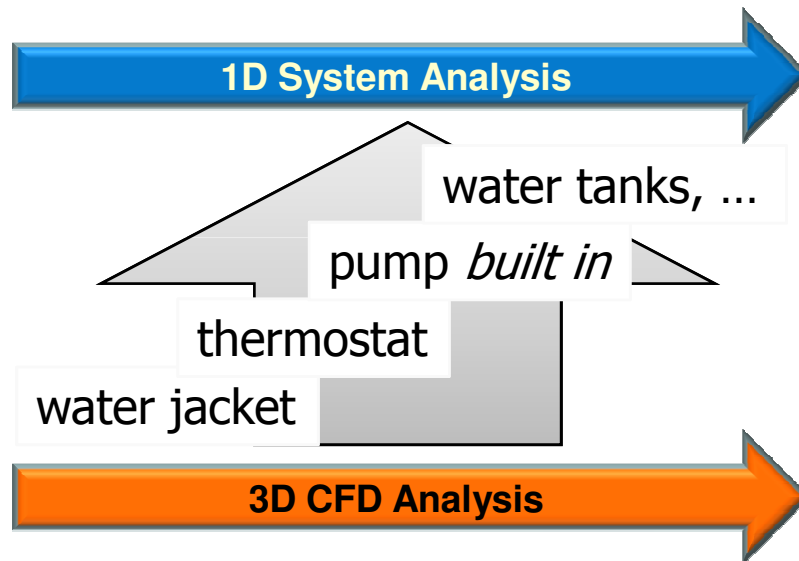 1D System Analysis
water tanks, ...
pump built in
thermostat
water jacket
3D CFD Analysis